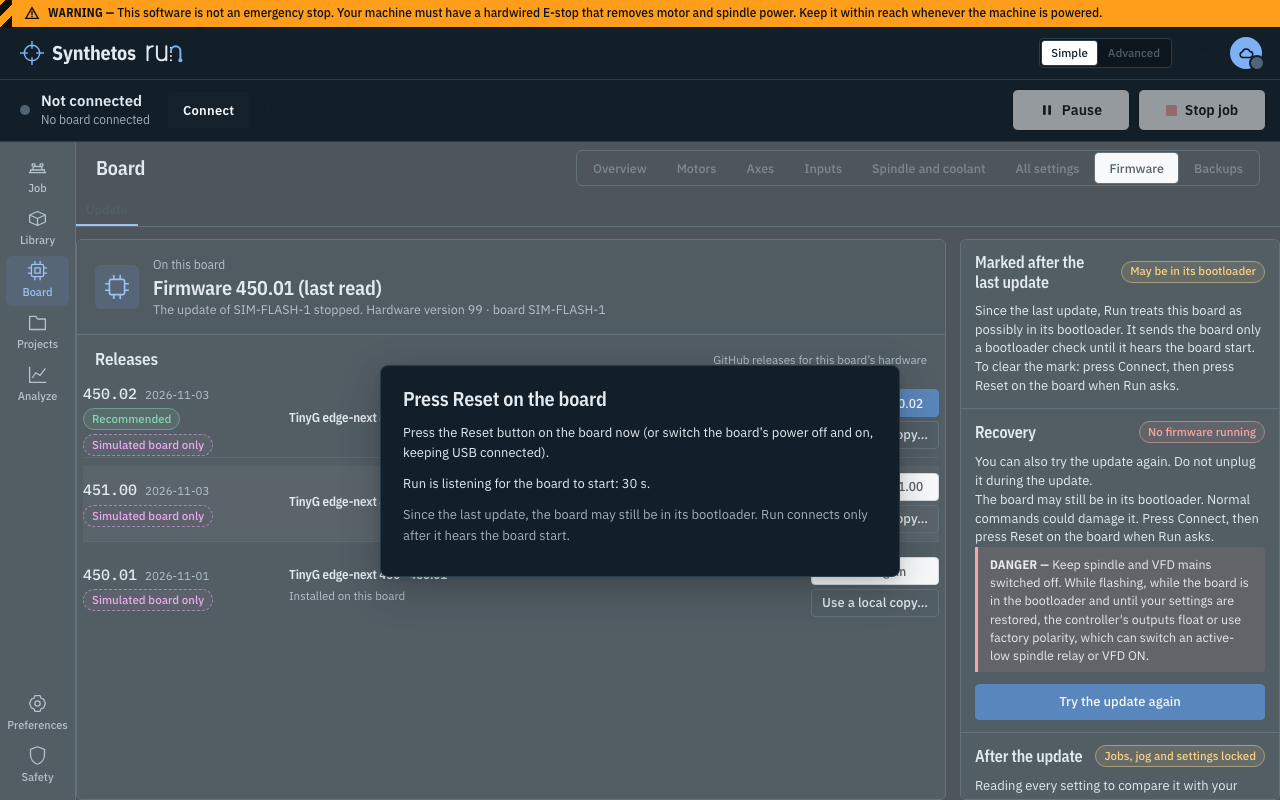 WARNING — This software is not an emergency stop. Your machine must have a hardwired E-stop that removes motor and spindle power. Keep it within reach whenever the machine is powered.
Synthetos run
Simple
Advanced
Not connected
No board connected
Connect
Pause
Stop job
Job
Library
Board
Projects
Analyze
Preferences
Safety
Board
Overview
Motors
Axes
Inputs
Spindle and coolant
All settings
Firmware
Backups
Update
On this board
Firmware 450.01 (last read)
The update of SIM-FLASH-1 stopped. Hardware version 99 · board SIM-FLASH-1
Releases
GitHub releases for this board's hardware
450.02 2026-11-03
Recommended
Simulated board only
TinyG edge-next
0.02
opy...
451.00 2026-11-03
Simulated board only
TinyG edge-next
1.00
opy...
450.01 2026-11-01
Simulated board only
TinyG edge-next
Installed on this board
Use a local copy...
Press Reset on the board
Press the Reset button on the board now (or switch the board's power off and on,
keeping USB connected).
Run is listening for the board to start: 30 s.
Since the last update, the board may still be in its bootloader. Run connects only
after it hears the board start.
Marked after the
last update
May be in its bootloader
Since the last update, Run treats this board as
possibly in its bootloader. It sends the board only
a bootloader check until it hears the board start.
To clear the mark: press Connect, then press
Reset on the board when Run asks.
Recovery
No firmware running
You can also try the update again. Do not unplug
it during the update.
The board may still be in its bootloader. Normal
commands could damage it. Press Connect, then
press Reset on the board when Run asks.
DANGER — Keep spindle and VFD mains
switched off. While flashing, while the board is
in the bootloader and until your settings are
restored, the controller's outputs float or use
factory polarity, which can switch an active-
low spindle relay or VFD ON.
Try the update again
After the update
Jobs, jog and settings locked
Reading every setting to compare it with your